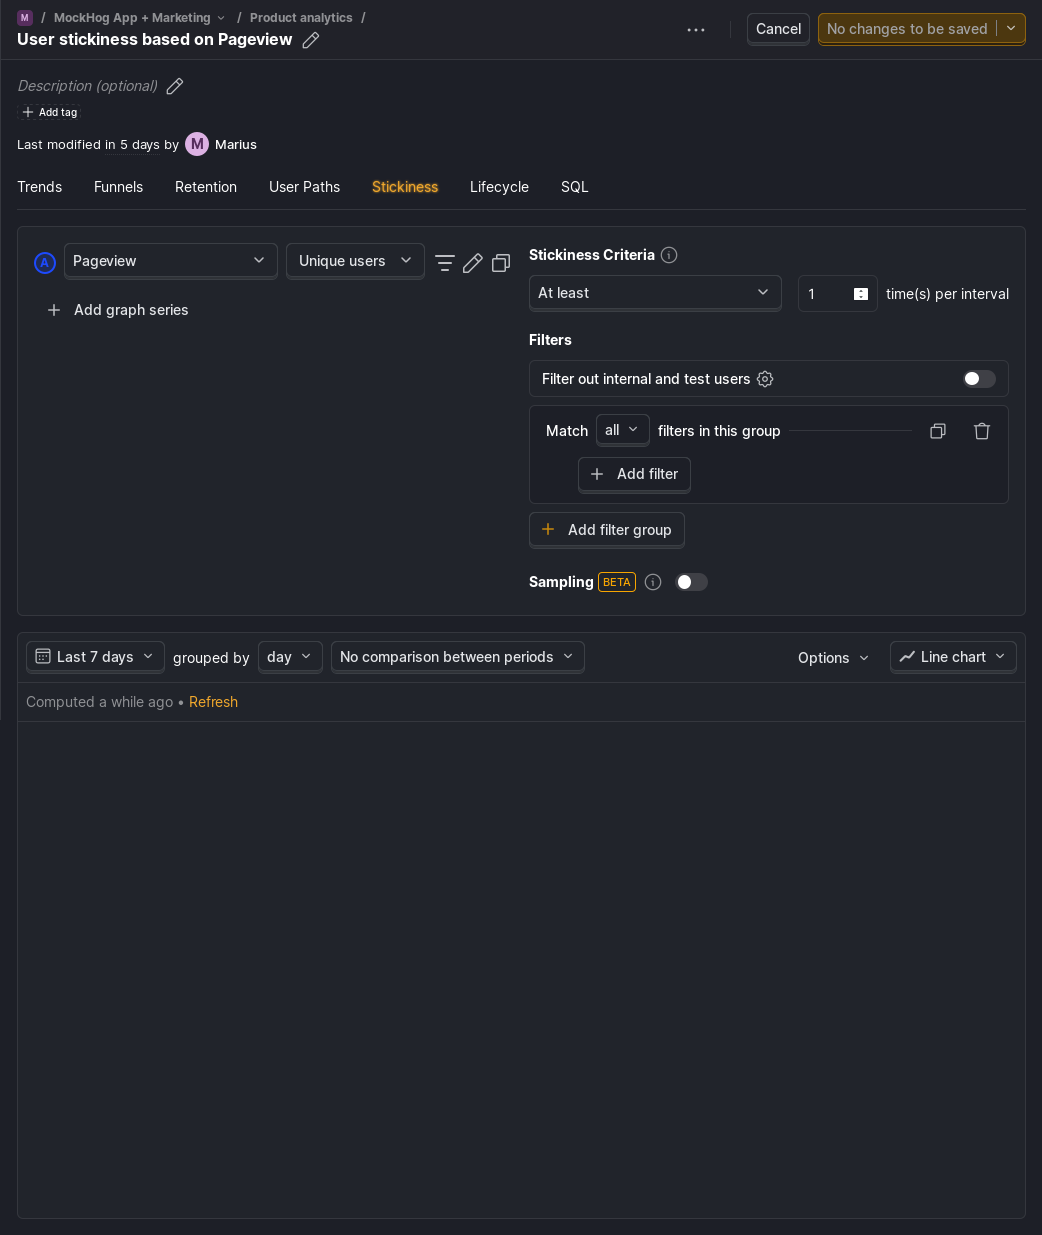 M / MockHog App + Marketing / Product analytics /
User stickiness based on Pageview
Cancel
No changes to be saved
Description (optional)
Add tag
Last modified in 5 days by M Marius
Trends Funnels Retention User Paths Stickiness Lifecycle SQL
A Pageview Unique users
Add graph series
Stickiness Criteria
At least 1 time(s) per interval
Filters
Filter out internal and test users
Match all filters in this group
Add filter
Add filter group
Sampling BETA
Last 7 days grouped by day No comparison between periods Options Line chart
Computed a while ago • Refresh